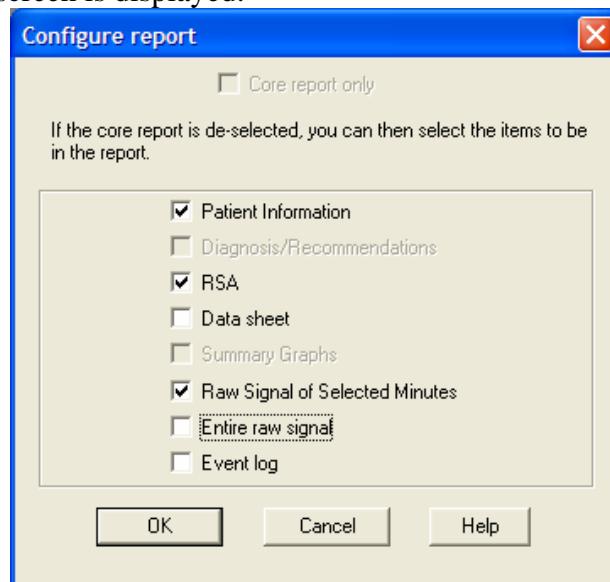 screen is displayed.
Configure report
Core report only
If the core report is de-selected, you can then select the items to be
in the report.
Patient Information
Diagnosis/Recommendations
RSA
Data sheet
Summary Graphs
Raw Signal of Selected Minutes
Entire raw signal
Event log
OK Cancel Help